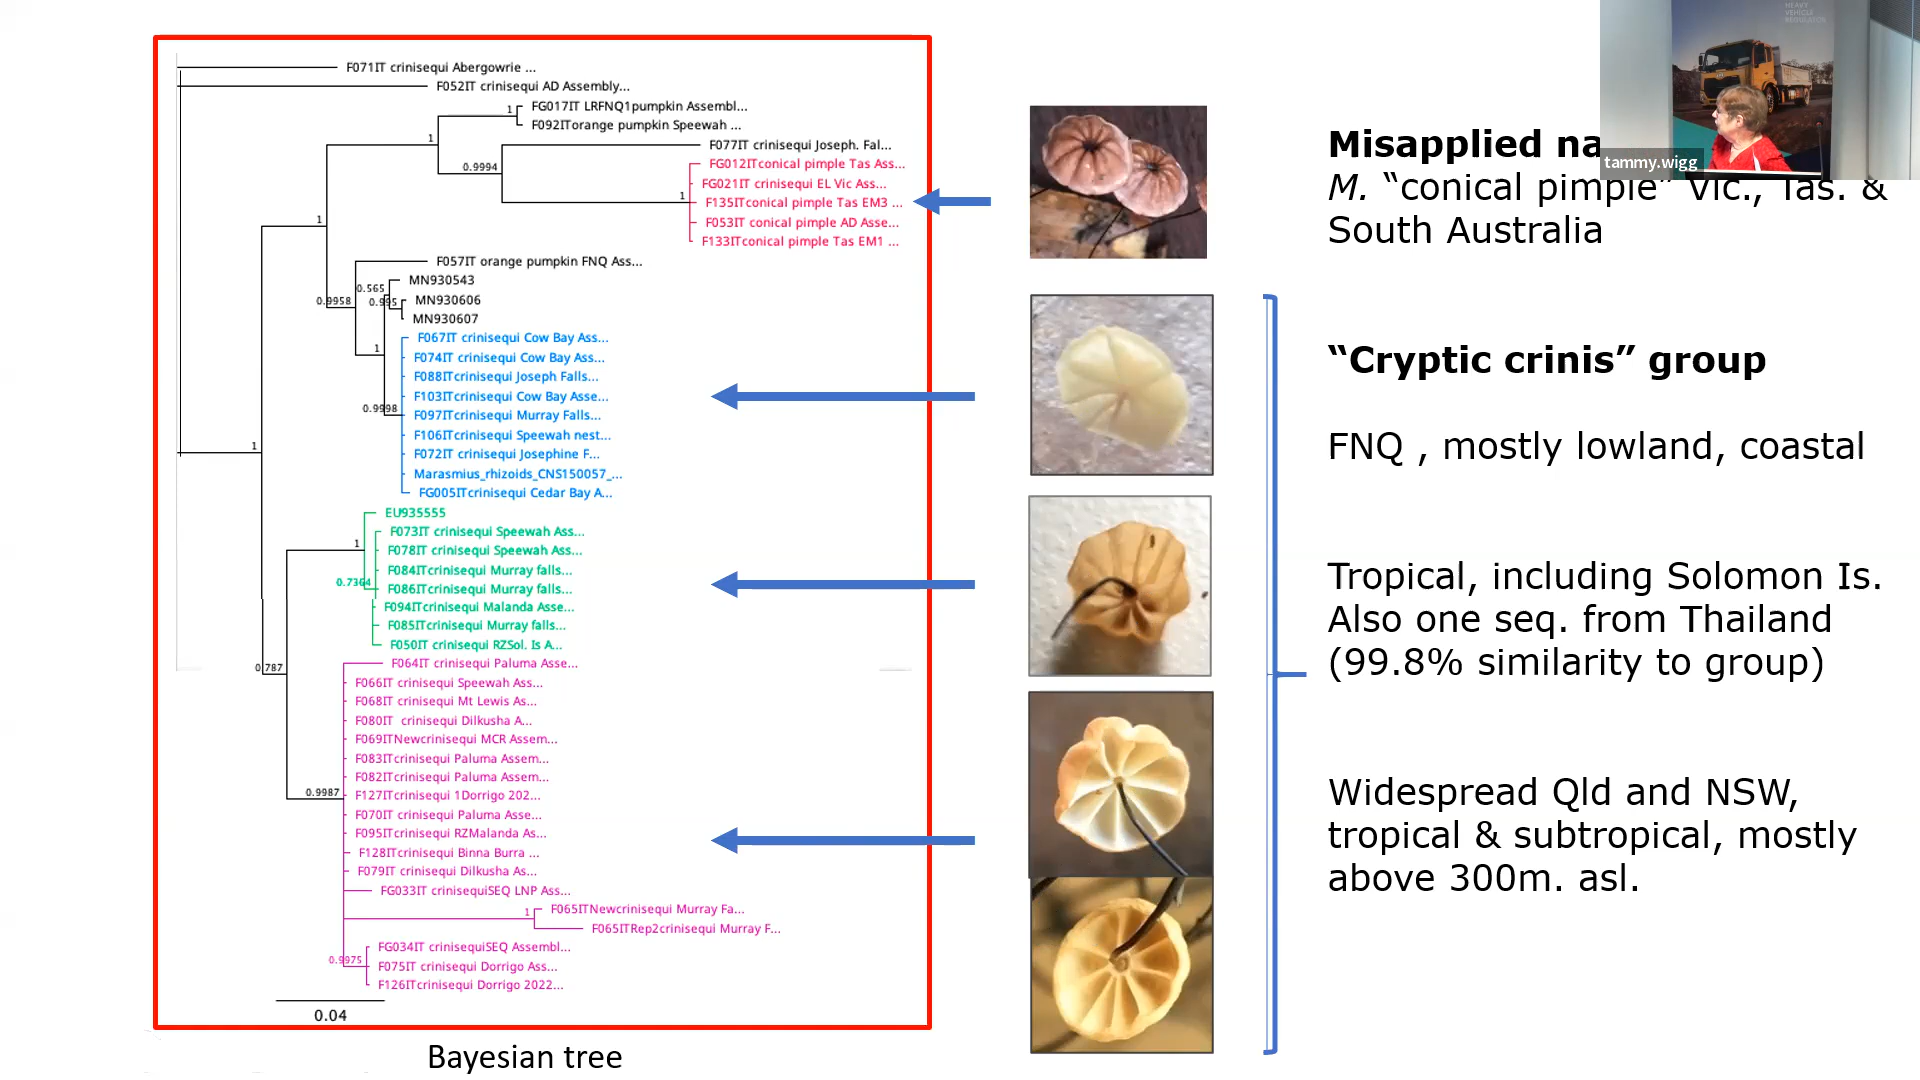 F071IT crinisequi Abergowrie ...
F052IT crinisequi AD Assembly...
FG017IT LRFNQ1pumpkin Assembl...
1
F092ITorange pumpkin Speewah ...
1
F077IT crinisequi Joseph. Fal...
0.9994
FG012ITconical pimple Tas Ass...
FG021IT crinisequi EL Vic Ass...
1
F135ITconical pimple Tas EM3 ...
F053IT conical pimple AD Asse...
1
F133ITconical pimple Tas EM1 ...
F057IT orange pumpkin FNQ Ass...
MN930543
0.565
0.9958
0.995
MN930606
MN930607
F067IT crinisequi Cow Bay Ass...
1
F074IT crinisequi Cow Bay Ass...
F088ITcrinisequi Joseph Falls...
F103ITcrinisequi Cow Bay Asse...
0.9998
F097ITcrinisequi Murray Falls...
F106ITcrinisequi Speewah nest...
1
F072IT crinisequi Josephine F...
Marasmius_rhizoids_CNS150057_...
FG005ITcrinisequi Cedar Bay A...
EU935555
F073IT crinisequi Speewah Ass...
1
F078IT crinisequi Speewah Ass...
F084ITcrinisequi Murray falls...
0.7364
F086ITcrinisequi Murray falls...
F094ITcrinisequi Malanda Asse...
F085ITcrinisequi Murray falls...
F050IT crinisequi RZSol. Is A...
0.787
F064IT crinisequi Paluma Asse...
F066IT crinisequi Speewah Ass...
F068IT crinisequi Mt Lewis As...
F080IT crinisequi Dilkusha A...
F069ITNewcrinisequi MCR Assem...
F083ITcrinisequi Paluma Assem...
F082ITcrinisequi Paluma Assem...
0.9987
F127ITcrinisequi 1Dorrigo 202...
F070IT crinisequi Paluma Asse...
F095ITcrinisequi RZMalanda As...
F128ITcrinisequi Binna Burra ...
F079IT crinisequi Dilkusha As...
FG033IT crinisequiSEQ LNP Ass...
1
F065ITNewcrinisequi Murray Fa...
F065ITRep2crinisequi Murray F...
FG034IT crinisequiSEQ Assembl...
0.9975
F075IT crinisequi Dorrigo Ass...
F126ITcrinisequi Dorrigo 2022...
0.04
Bayesian tree
HEAVY
VEHICLE
REGULATOR
tammy.wigg
Misapplied na
M. “conical pimple” Vic., Tas. &
South Australia
“Cryptic crinis” group
FNQ , mostly lowland, coastal
Tropical, including Solomon Is.
Also one seq. from Thailand
(99.8% similarity to group)
Widespread Qld and NSW,
tropical & subtropical, mostly
above 300m. asl.